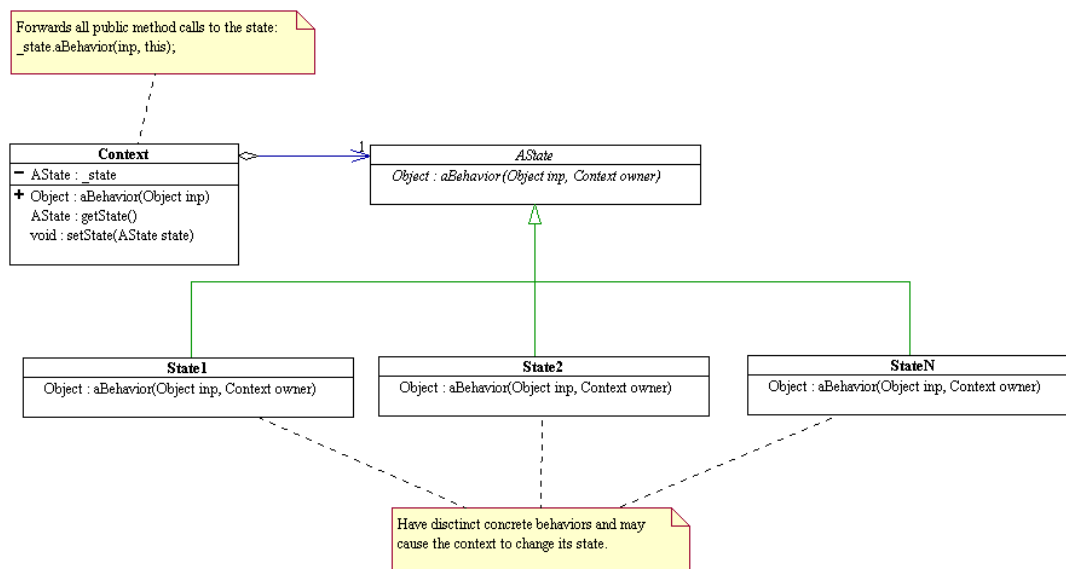 Forwards all public method calls to the state:
_state.aBehavior(inp, this);
Context
− AState : _state
+ Object : aBehavior(Object inp)
AState : getState()
void : setState(AState state)
1
AState
Object : aBehavior(Object inp, Context owner)
State1
Object : aBehavior(Object inp, Context owner)
State2
Object : aBehavior(Object inp, Context owner)
StateN
Object : aBehavior(Object inp, Context owner)
Have disctinct concrete behaviors and may
cause the context to change its state.